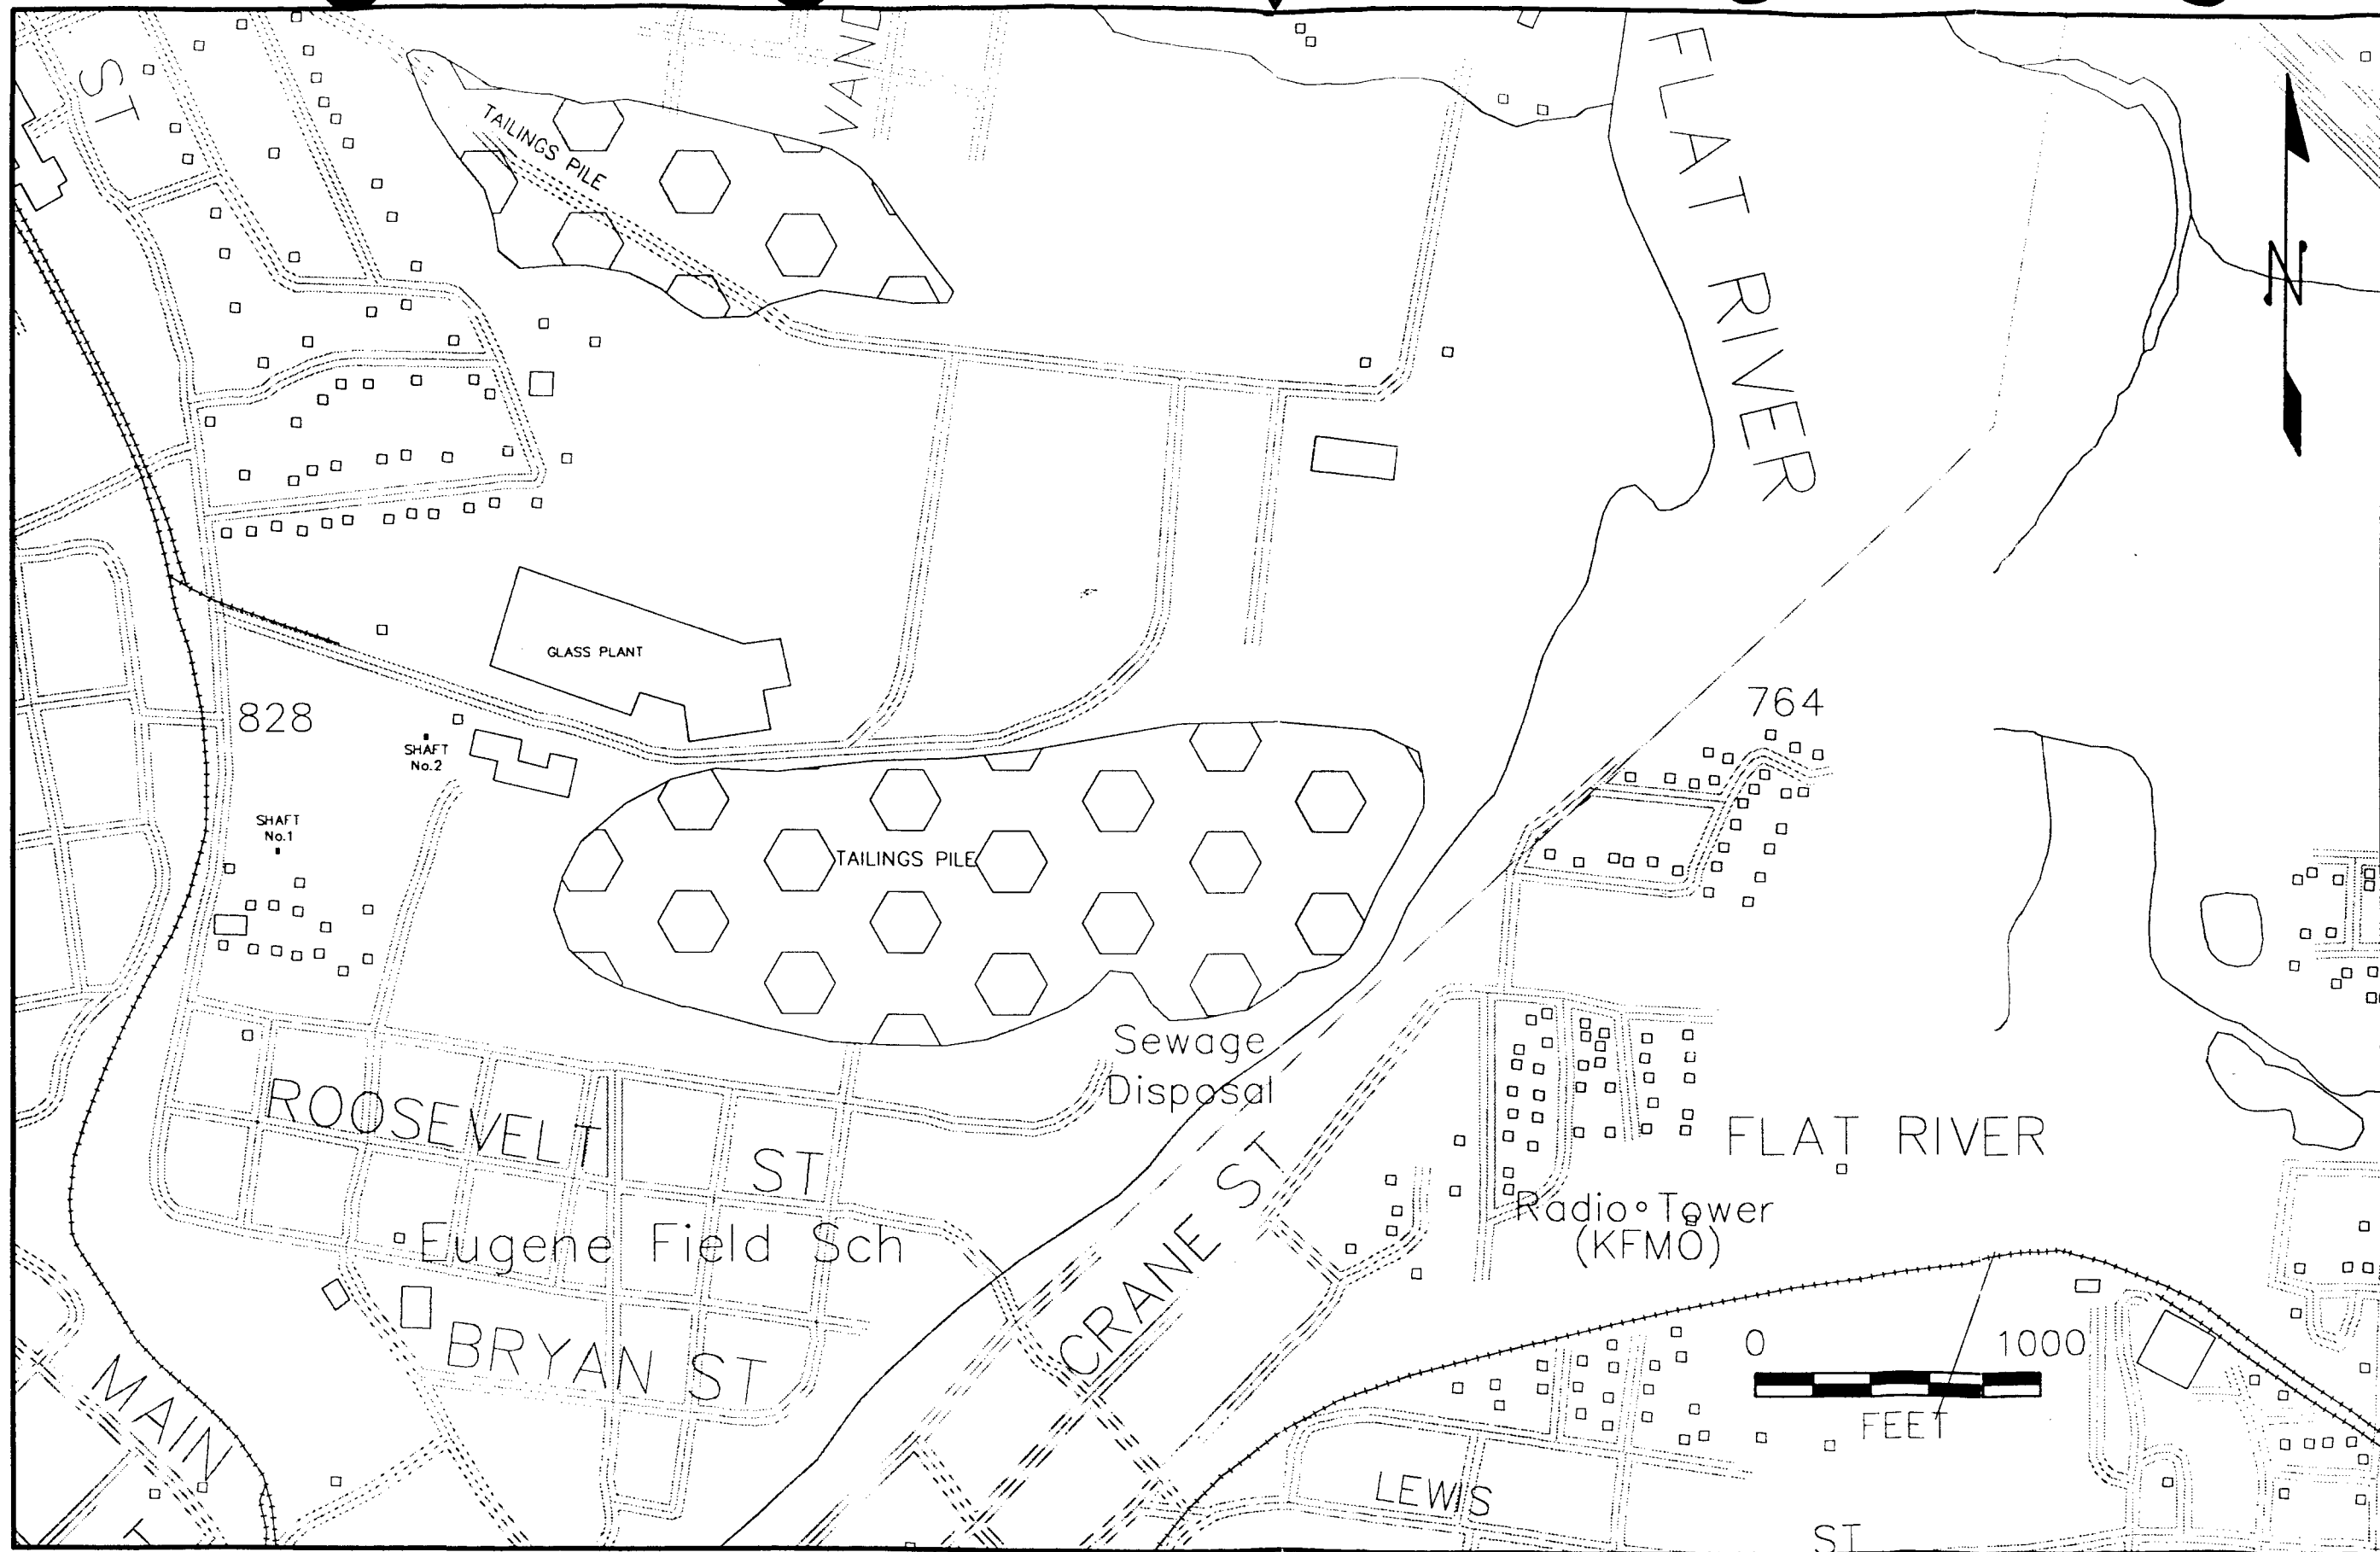 ST
VAND
TAILINGS PILE
FLAT RIVER
N
GLASS PLANT
828
SHAFT
No.2
764
SHAFT
No.1
TAILINGS PILE
Sewage
Disposal
ROOSEVELT ST
FLAT RIVER
CRANE ST
Radio Tower
(KFMO)
Eugene Field Sch
BRYAN ST
0 1000
FEET
MAIN
LEWIS ST